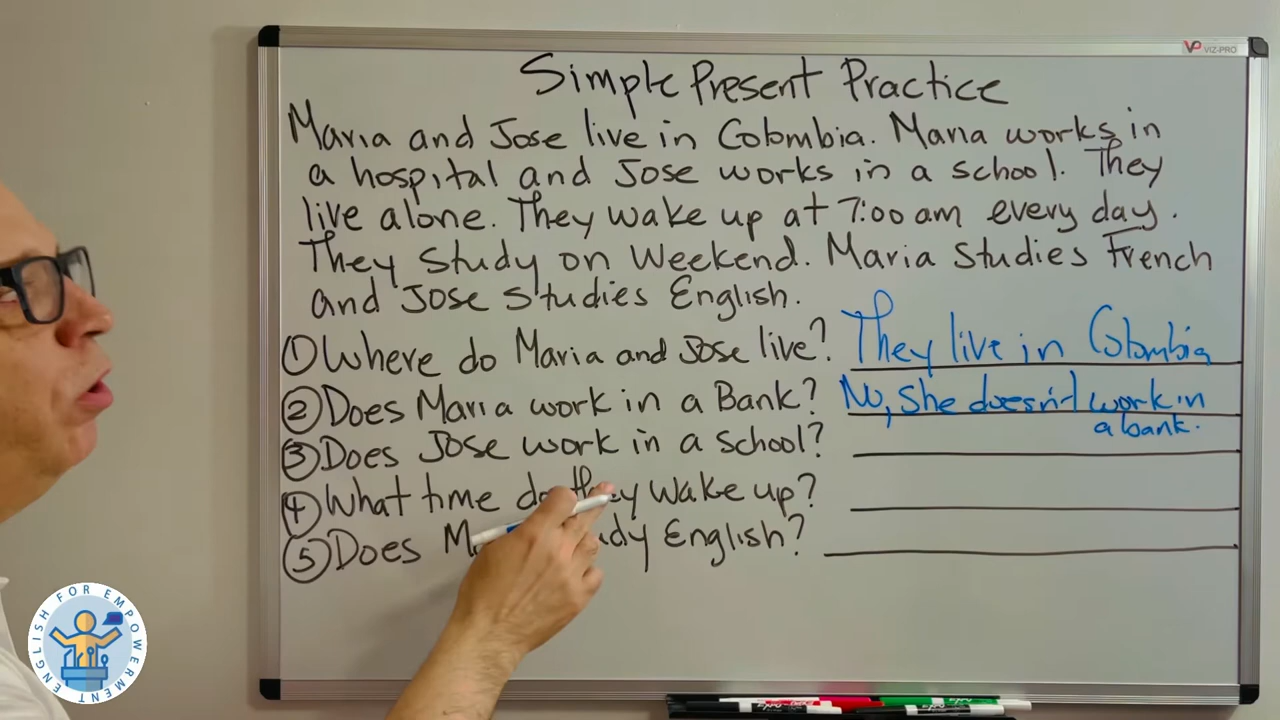 VP VIZ-PRO
Simple Present Practice
Maria and Jose live in Colombia. Maria works in
a hospital and Jose works in a school. They
live alone. They wake up at 7:00 am every day.
They study on Weekend. Maria studies French
and Jose studies English.
① Where do Maria and Jose live? They live in Colombia
② Does Maria work in a Bank? No, she doesn't work in
a bank.
③ Does Jose work in a school?
④ What time do they wake up?
⑤ Does English?
ENGLISH FOR EMPOWERMENT